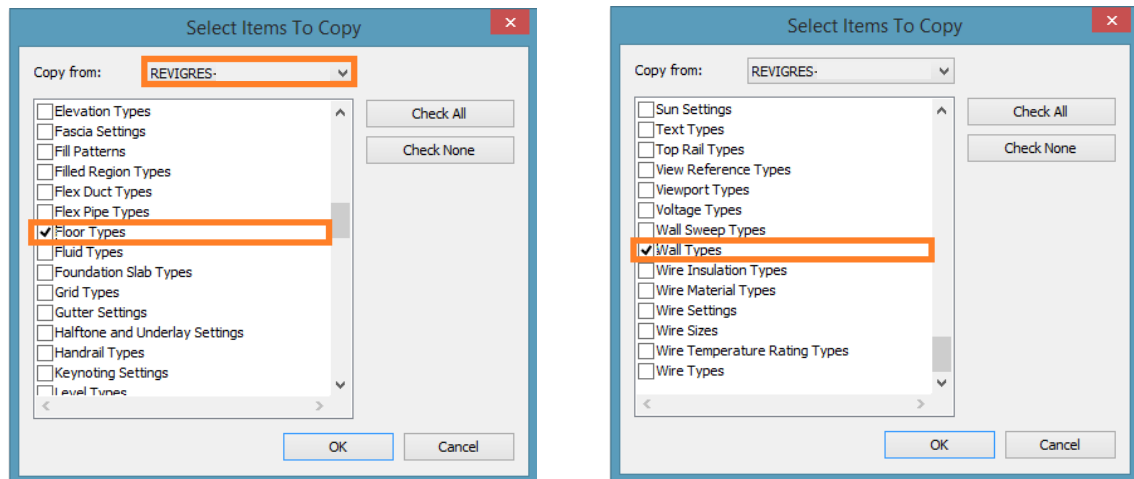 Select Items To Copy
Copy from: REVIGRES-
Elevation Types
Fascia Settings
Fill Patterns
Filled Region Types
Flex Duct Types
Flex Pipe Types
Floor Types
Fluid Types
Foundation Slab Types
Grid Types
Gutter Settings
Halftone and Underlay Settings
Handrail Types
Keynoting Settings
Level Types
Check All
Check None
OK Cancel
Select Items To Copy
Copy from: REVIGRES-
Sun Settings
Text Types
Top Rail Types
View Reference Types
Viewport Types
Voltage Types
Wall Sweep Types
Wall Types
Wire Insulation Types
Wire Material Types
Wire Settings
Wire Sizes
Wire Temperature Rating Types
Wire Types
Check All
Check None
OK Cancel